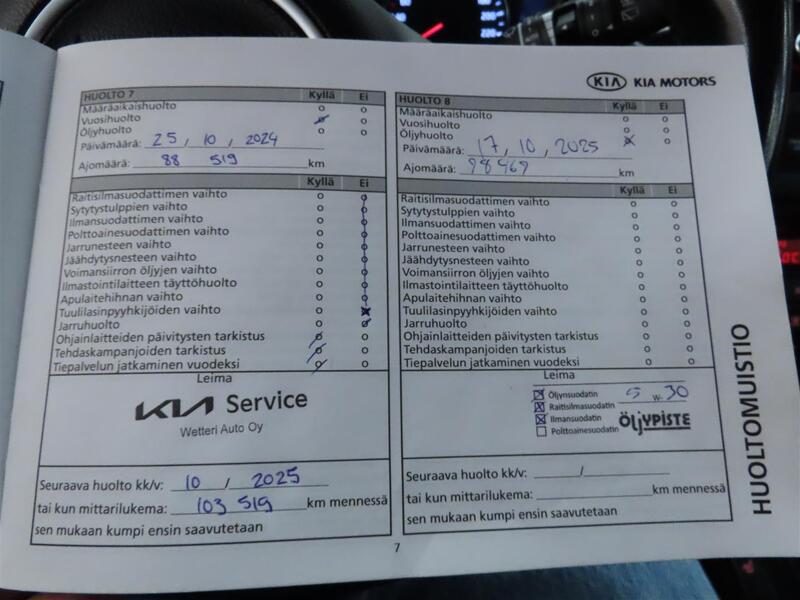 KIA KIA MOTORS
HUOLTO 7 Kyllä Ei
Määräaikaishuolto
Vuosihuolto
Öljyhuolto
Päivämäärä: 25, 10, 2024
Ajomäärä: 88 519 km
Kyllä Ei
Raitisilmasuodattimen vaihto
Sytytystulppien vaihto
Ilmansuodattimen vaihto
Polttoainesuodattimen vaihto
Jarrunesteen vaihto
Jäähdytysnesteen vaihto
Voimansiirron öljyjen vaihto
Ilmastointilaitteen täyttöhuolto
Apulaitehihnan vaihto
Tuulilasinpyyhkijöiden vaihto
Jarruhuolto
Ohjainlaitteiden päivitysten tarkistus
Tehdaskampanjoiden tarkistus
Tiepalvelun jatkaminen vuodeksi
Leima
KIA Service
Wetteri Auto Oy
Seuraava huolto kk/v: 10 / 2025
tai kun mittarilukema: 103 519 km mennessä
sen mukaan kumpi ensin saavutetaan
HUOLTO 8 Kyllä Ei
Määräaikaishuolto
Vuosihuolto
Öljyhuolto
Päivämäärä: 17, 10, 2025
Ajomäärä: 98469 km
Kyllä Ei
Raitisilmasuodattimen vaihto
Sytytystulppien vaihto
Ilmansuodattimen vaihto
Polttoainesuodattimen vaihto
Jarrunesteen vaihto
Jäähdytysnesteen vaihto
Voimansiirron öljyjen vaihto
Ilmastointilaitteen täyttöhuolto
Apulaitehihnan vaihto
Tuulilasinpyyhkijöiden vaihto
Jarruhuolto
Ohjainlaitteiden päivitysten tarkistus
Tehdaskampanjoiden tarkistus
Tiepalvelun jatkaminen vuodeksi
Leima
Öljynsuodatin 5 W- 30
Raitisilmasuodatin
Ilmansuodatin
Polttoainesuodatin
ÖljYPISTE
Seuraava huolto kk/v: /
tai kun mittarilukema: km mennessä
sen mukaan kumpi ensin saavutetaan
HUOLTOMUISTIO
7